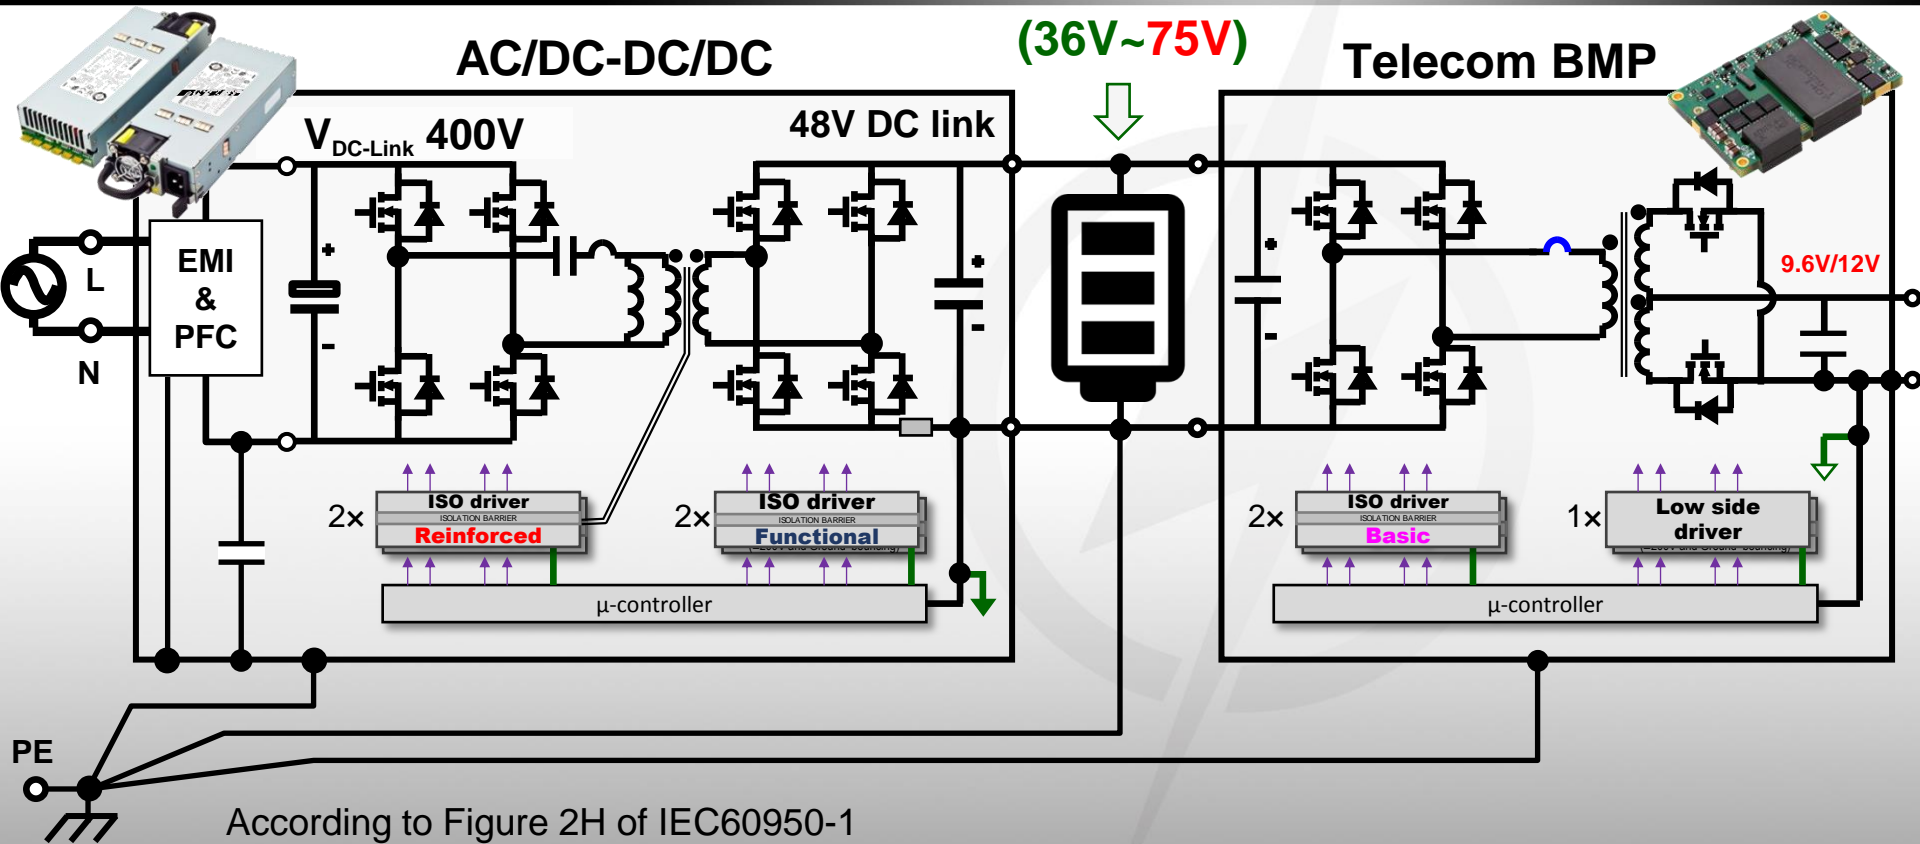 AC/DC-DC/DC
(36V~75V)
Telecom BMP
V_DC-Link 400V
48V DC link
EMI
&
PFC
L
N
+
-
+
-
+
-
9.6V/12V
2×
ISO driver
ISOLATION BARRIER
Reinforced
2×
ISO driver
ISOLATION BARRIER
Functional
2×
ISO driver
ISOLATION BARRIER
Basic
1×
Low side
driver
μ-controller
μ-controller
PE
According to Figure 2H of IEC60950-1